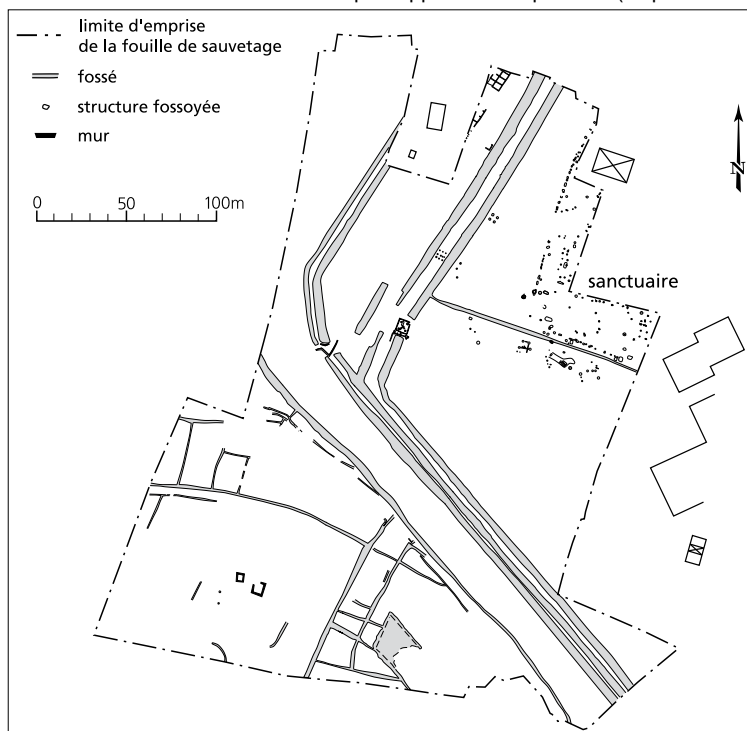 limite d'emprise
de la fouille de sauvetage
fossé
structure fossoyée
mur
0 50 100m
N
sanctuaire